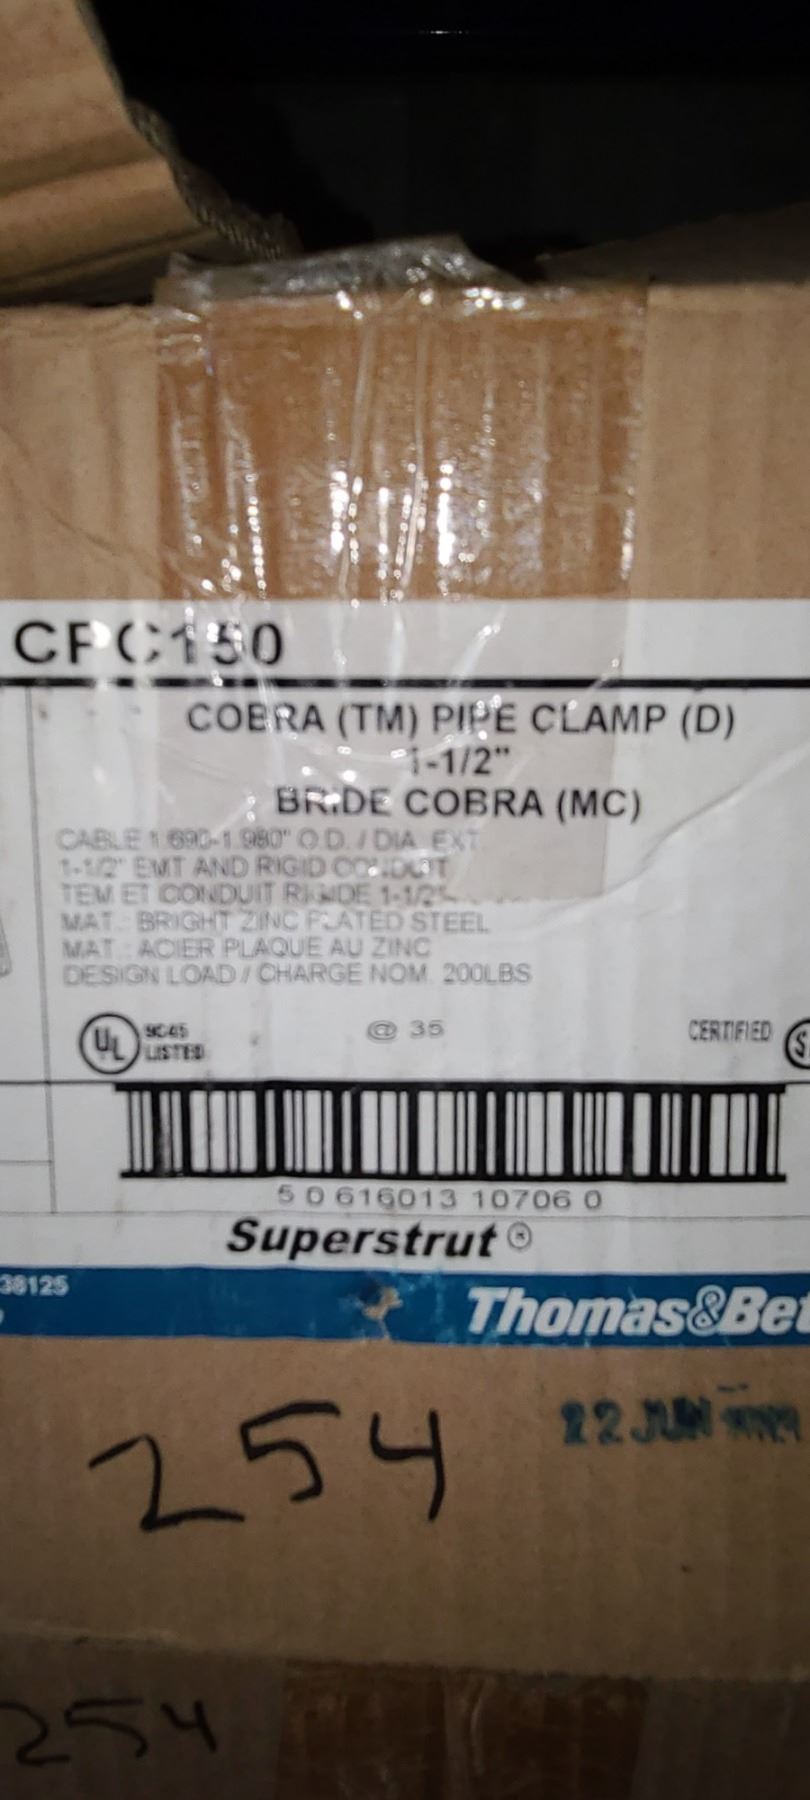 CPC150
COBRA (TM) PIPE CLAMP (D)
1-1/2"
BRIDE COBRA (MC)
CABLE 1.690-1.980" O.D. / DIA. EXT.
1-1/2" EMT AND RIGID CONDUIT
TEM ET CONDUIT RIGIDE 1-1/2"
MAT.: BRIGHT ZINC PLATED STEEL
MAT.: ACIER PLAQUE AU ZINC
DESIGN LOAD / CHARGE NOM. 200LBS
UL 9C45 LISTED @ 35 CERTIFIED
5 0 616013 10706 0
Superstrut ®
38125
Thomas&Bet
22 JUN
254
254